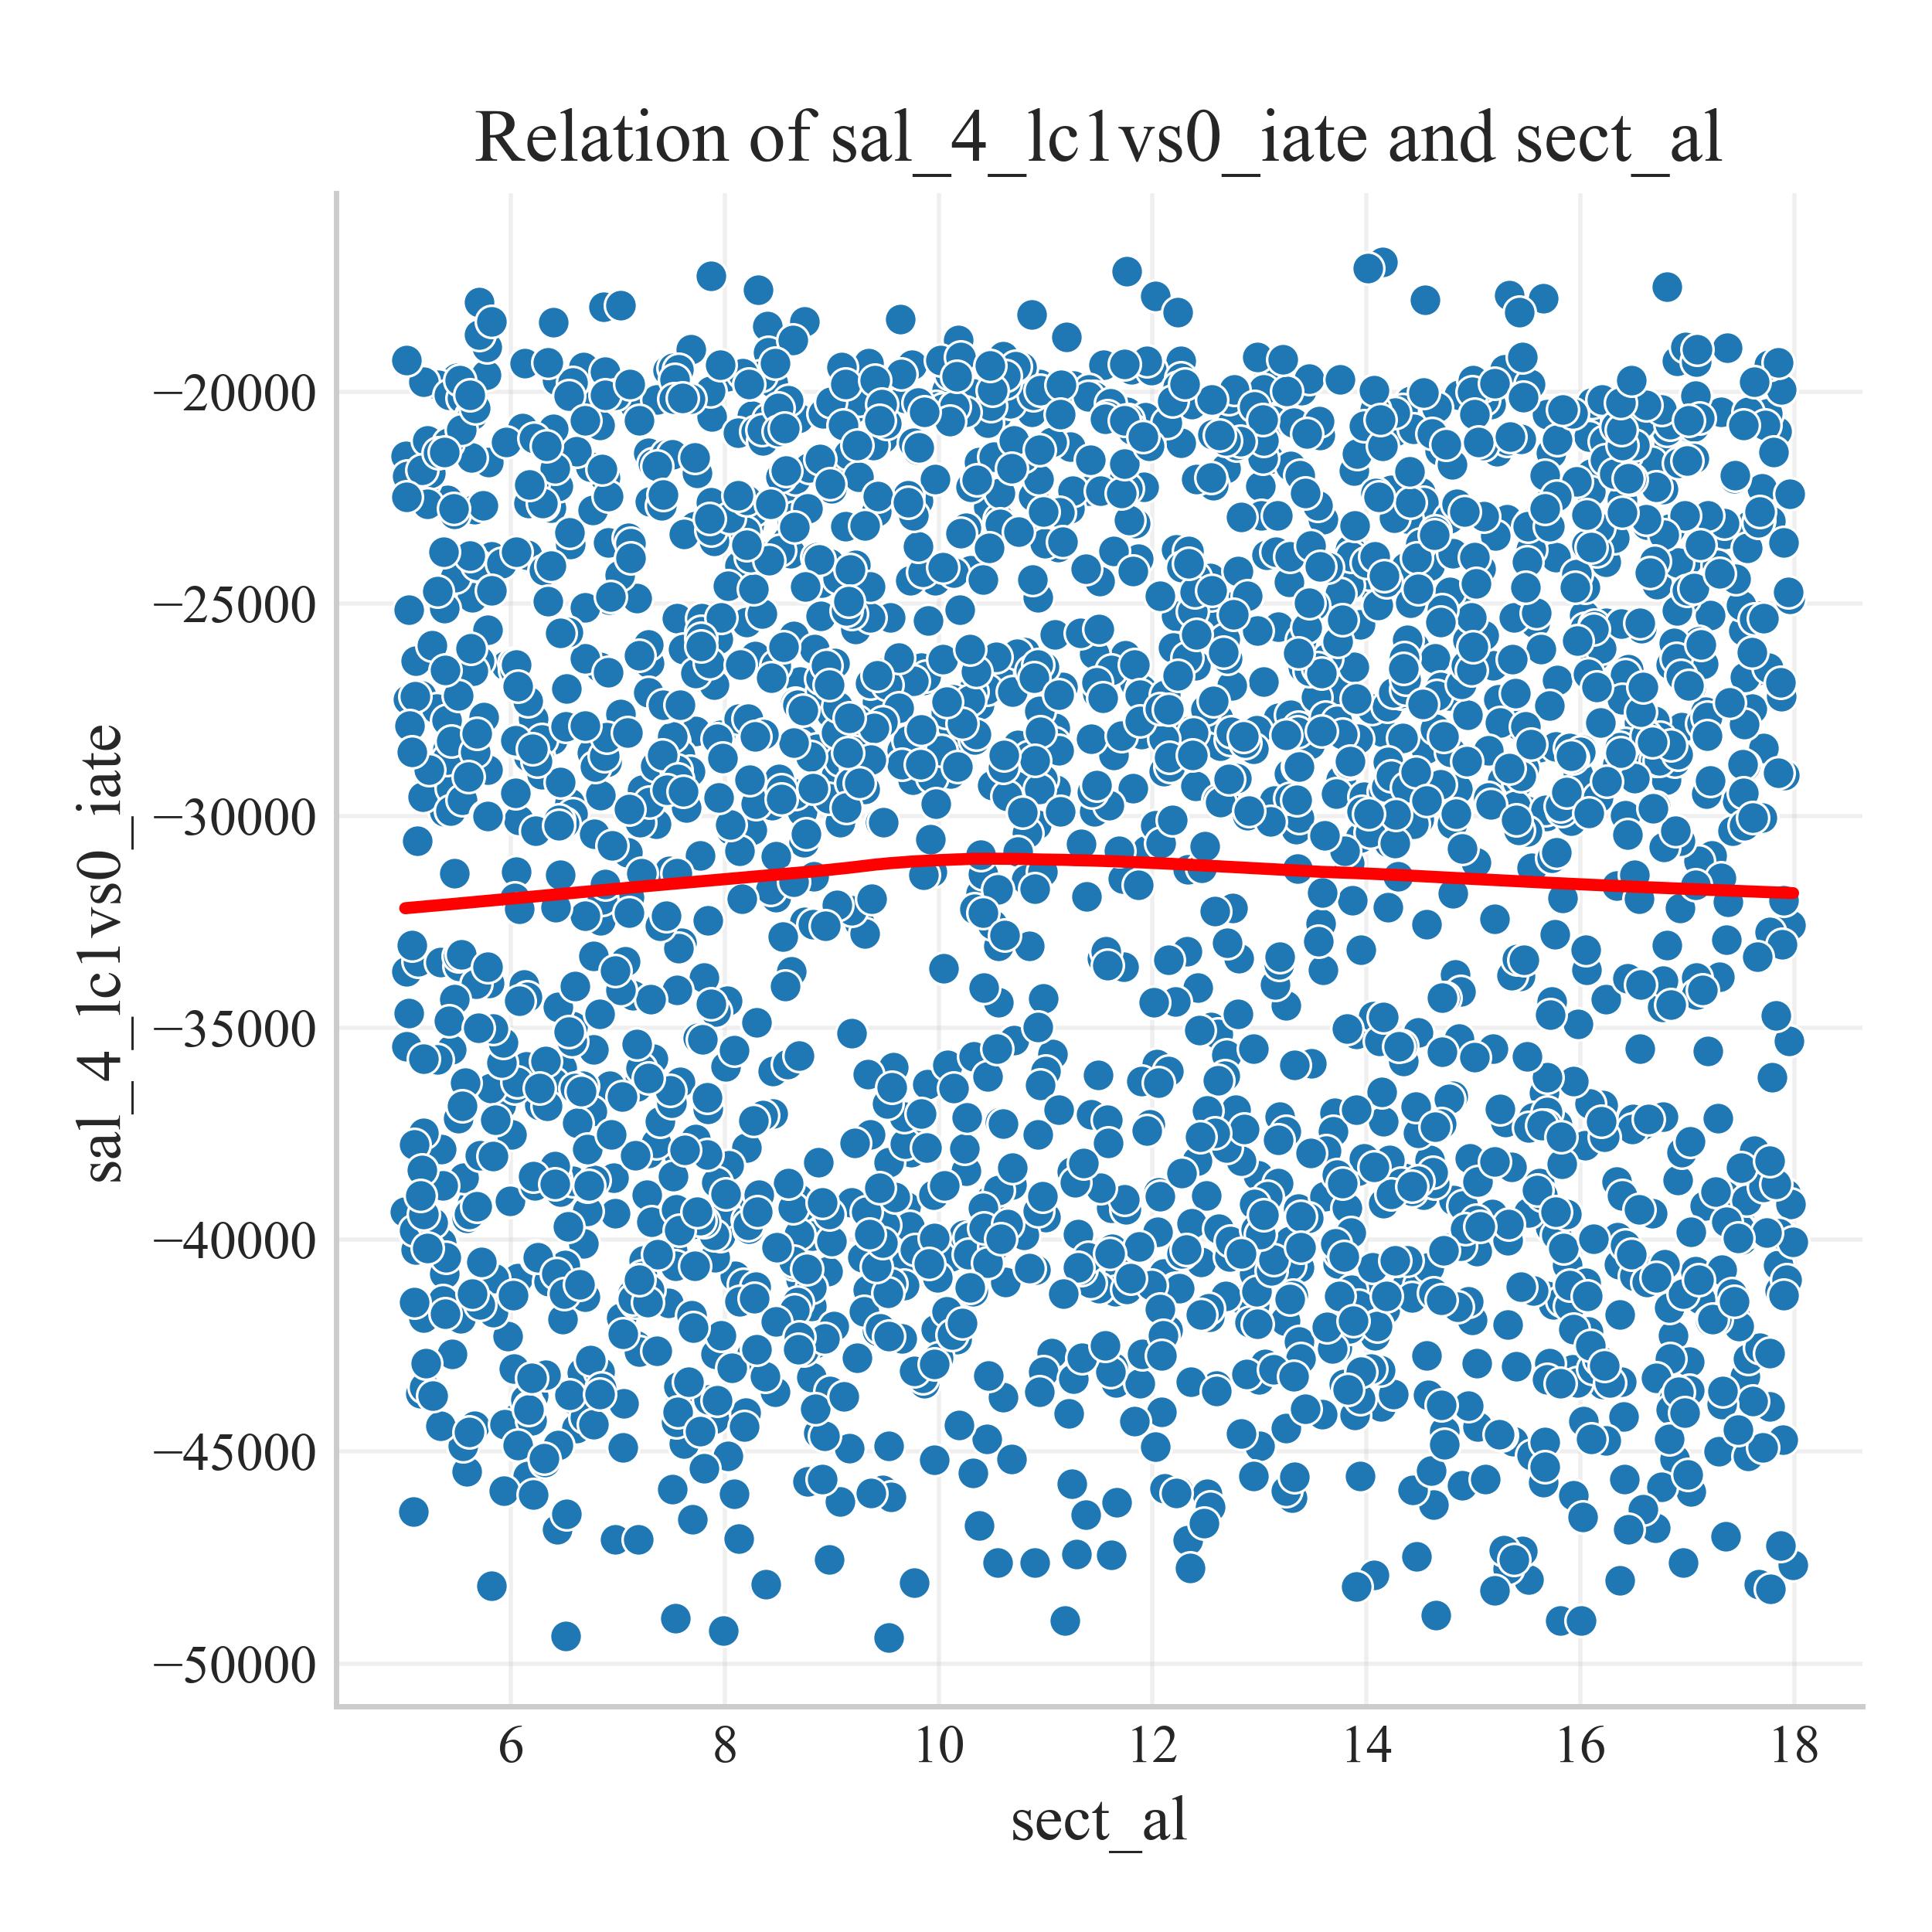 Relation of sal_4_lc1vs0_iate and sect_al
sal_4_lc1vs0_iate
−20000
−25000
−30000
−35000
−40000
−45000
−50000
6 8 10 12 14 16 18
sect_al